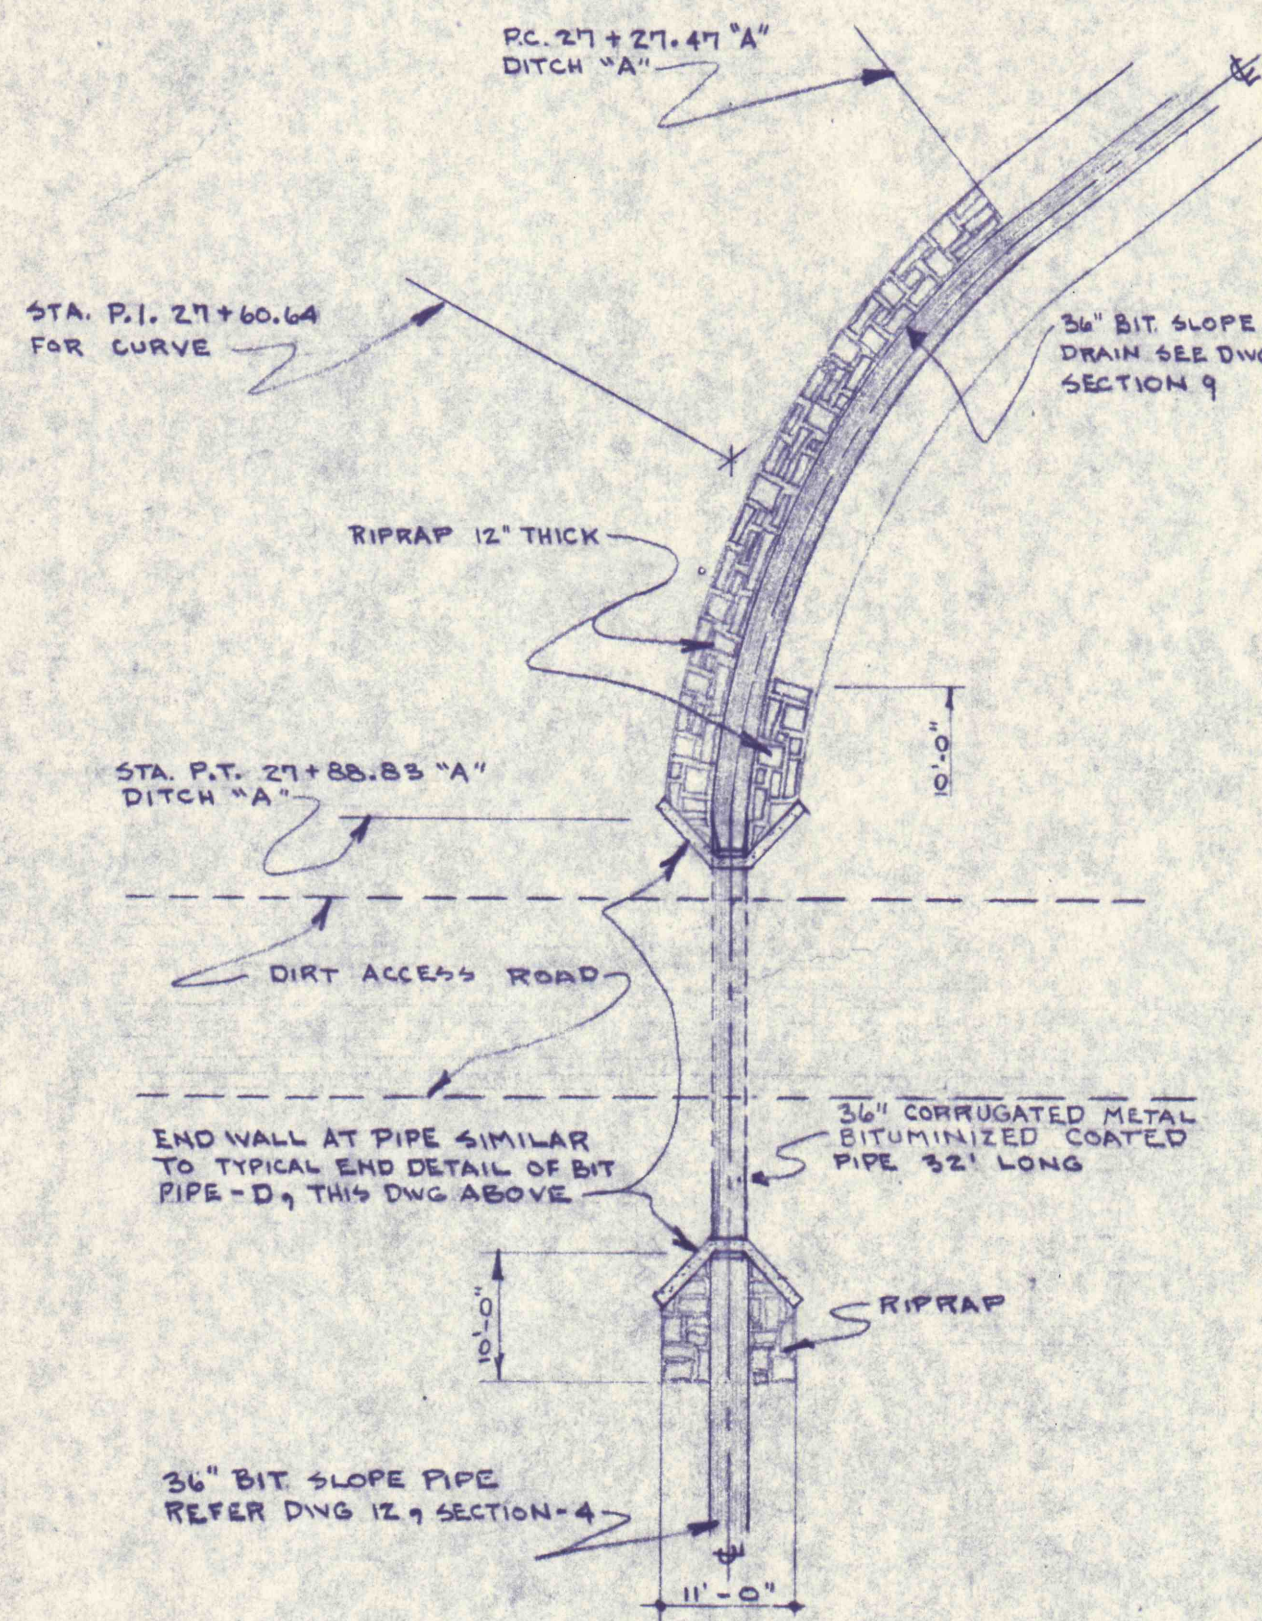 P.C. 27 + 27.47 "A"
DITCH "A"
STA. P.I. 27+60.64
FOR CURVE
36" BIT. SLOPE
DRAIN SEE DWG
SECTION 9
RIPRAP 12" THICK
10'-0"
STA. P.T. 27+88.83 "A"
DITCH "A"
DIRT ACCESS ROAD
36" CORRUGATED METAL
BITUMINIZED COATED
PIPE 32' LONG
END WALL AT PIPE SIMILAR
TO TYPICAL END DETAIL OF BIT
PIPE - D, THIS DWG ABOVE
10'-0"
RIPRAP
36" BIT. SLOPE PIPE
REFER DWG 12, SECTION-4
11'-0"